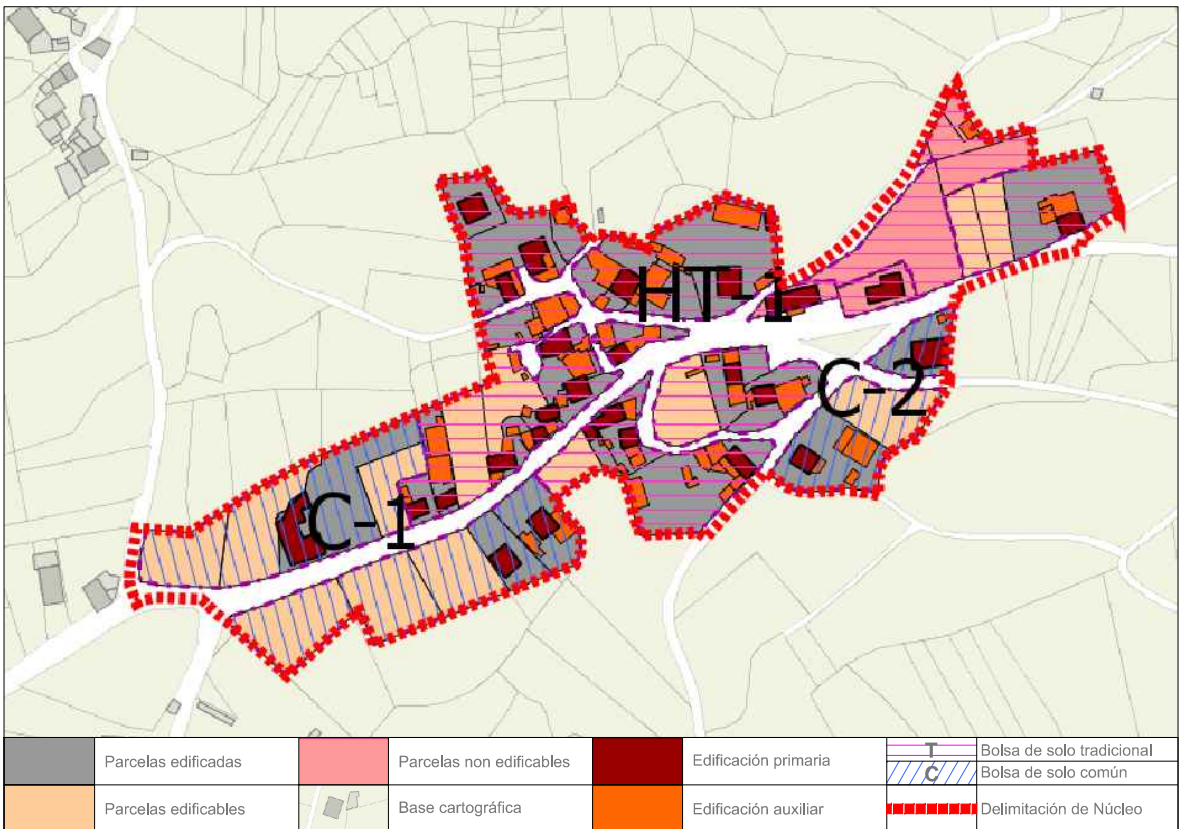 HT-1
C-2
C-1
Parcelas edificadas
Parcelas non edificables
Edificación primaria
T
Bolsa de solo tradicional
C
Bolsa de solo común
Parcelas edificables
Base cartográfica
Edificación auxiliar
Delimitación de Núcleo